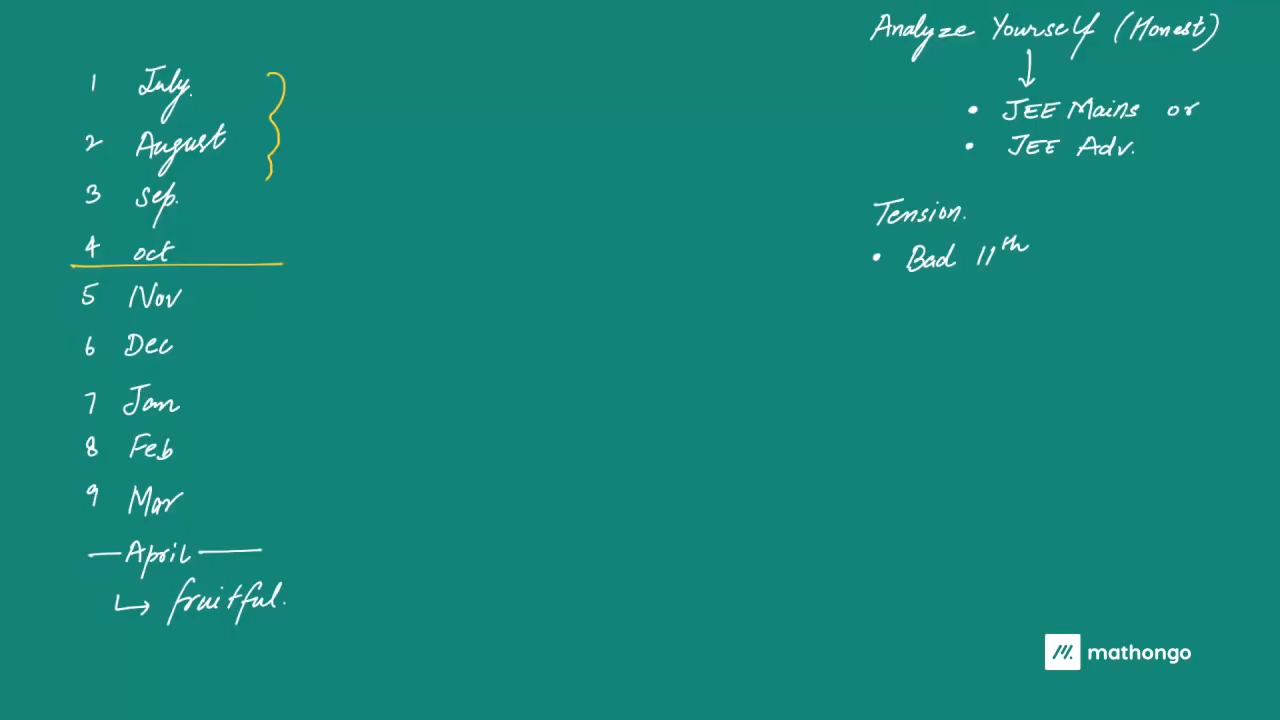 1 July.
2 August
3 Sep.
4 oct
5 Nov
6 Dec
7 Jan
8 Feb
9 Mar
April
↳ fruitful.
Analyze Yourself (Honest)
↓
• JEE Mains or
• JEE Adv.
Tension.
• Bad 11th
mathongo